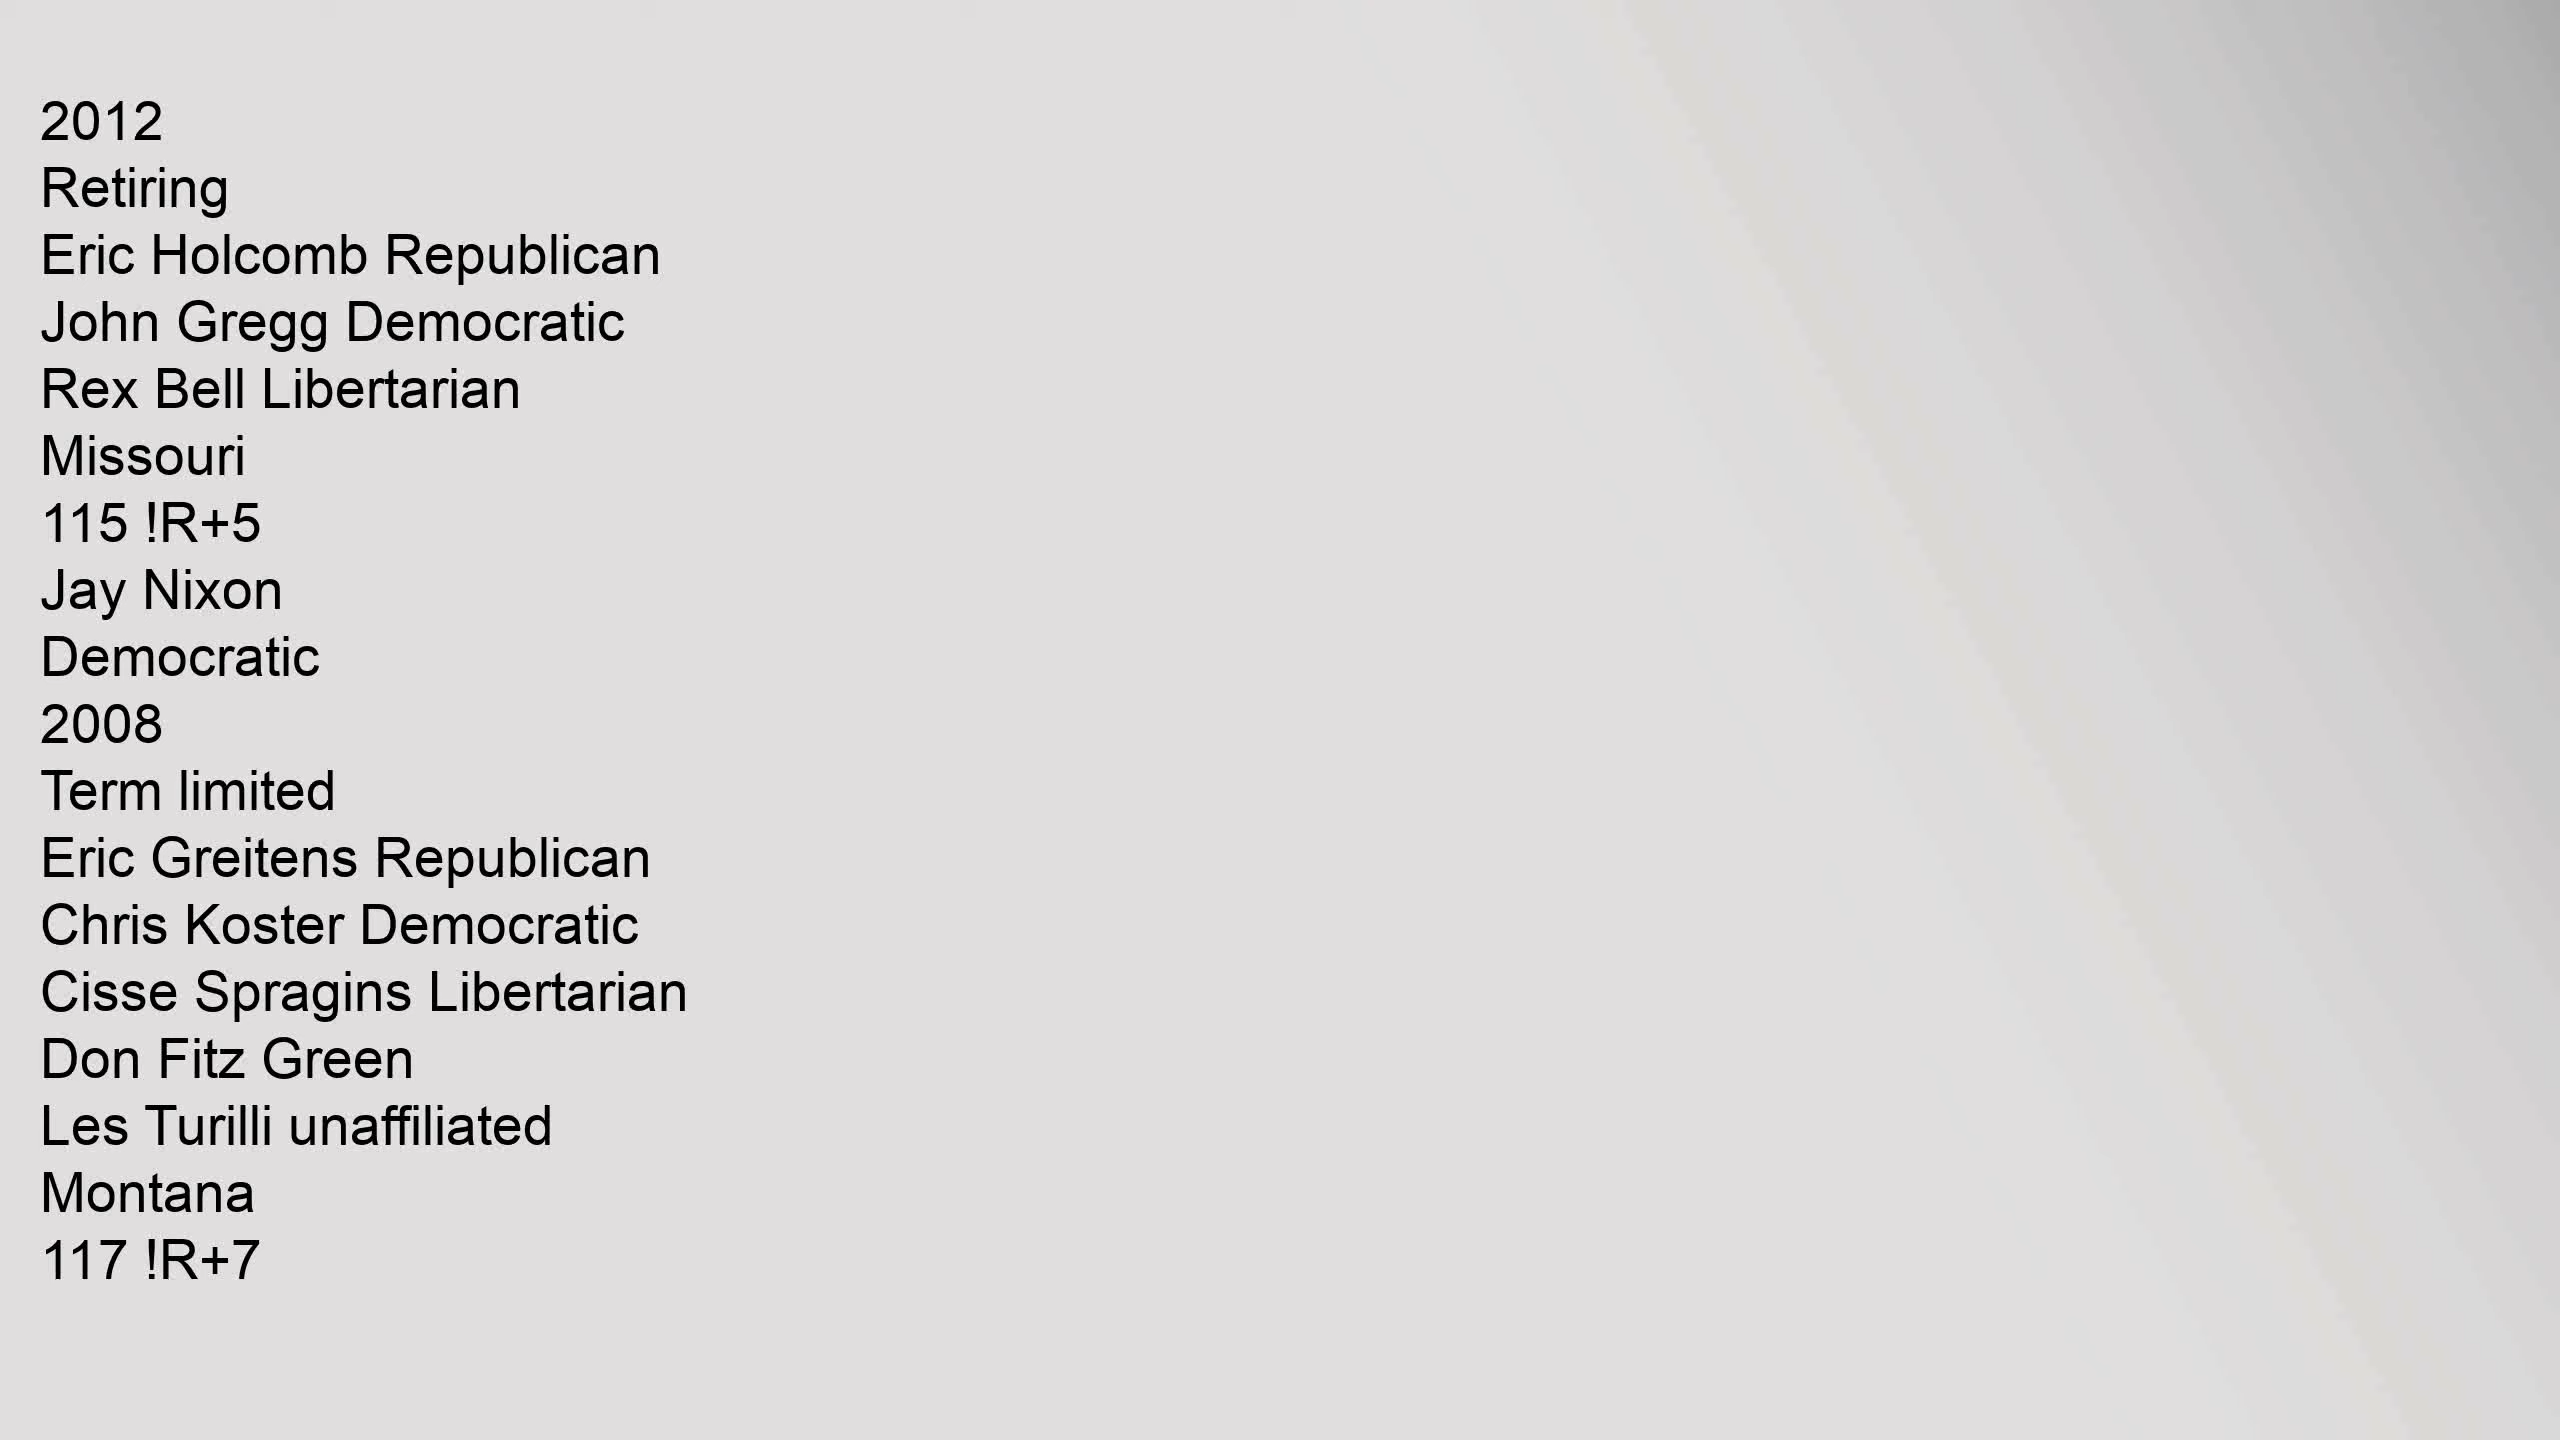 2012
Retiring
Eric Holcomb Republican
John Gregg Democratic
Rex Bell Libertarian
Missouri
115 !R+5
Jay Nixon
Democratic
2008
Term limited
Eric Greitens Republican
Chris Koster Democratic
Cisse Spragins Libertarian
Don Fitz Green
Les Turilli unaffiliated
Montana
117 !R+7